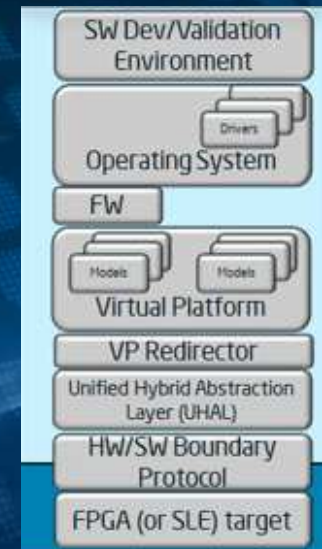 SW Dev/Validation
Environment
Drivers
Operating System
FW
Models
Models
Virtual Platform
VP Redirector
Unified Hybrid Abstraction
Layer (UHAL)
HW/SW Boundary
Protocol
FPGA (or SLE) target